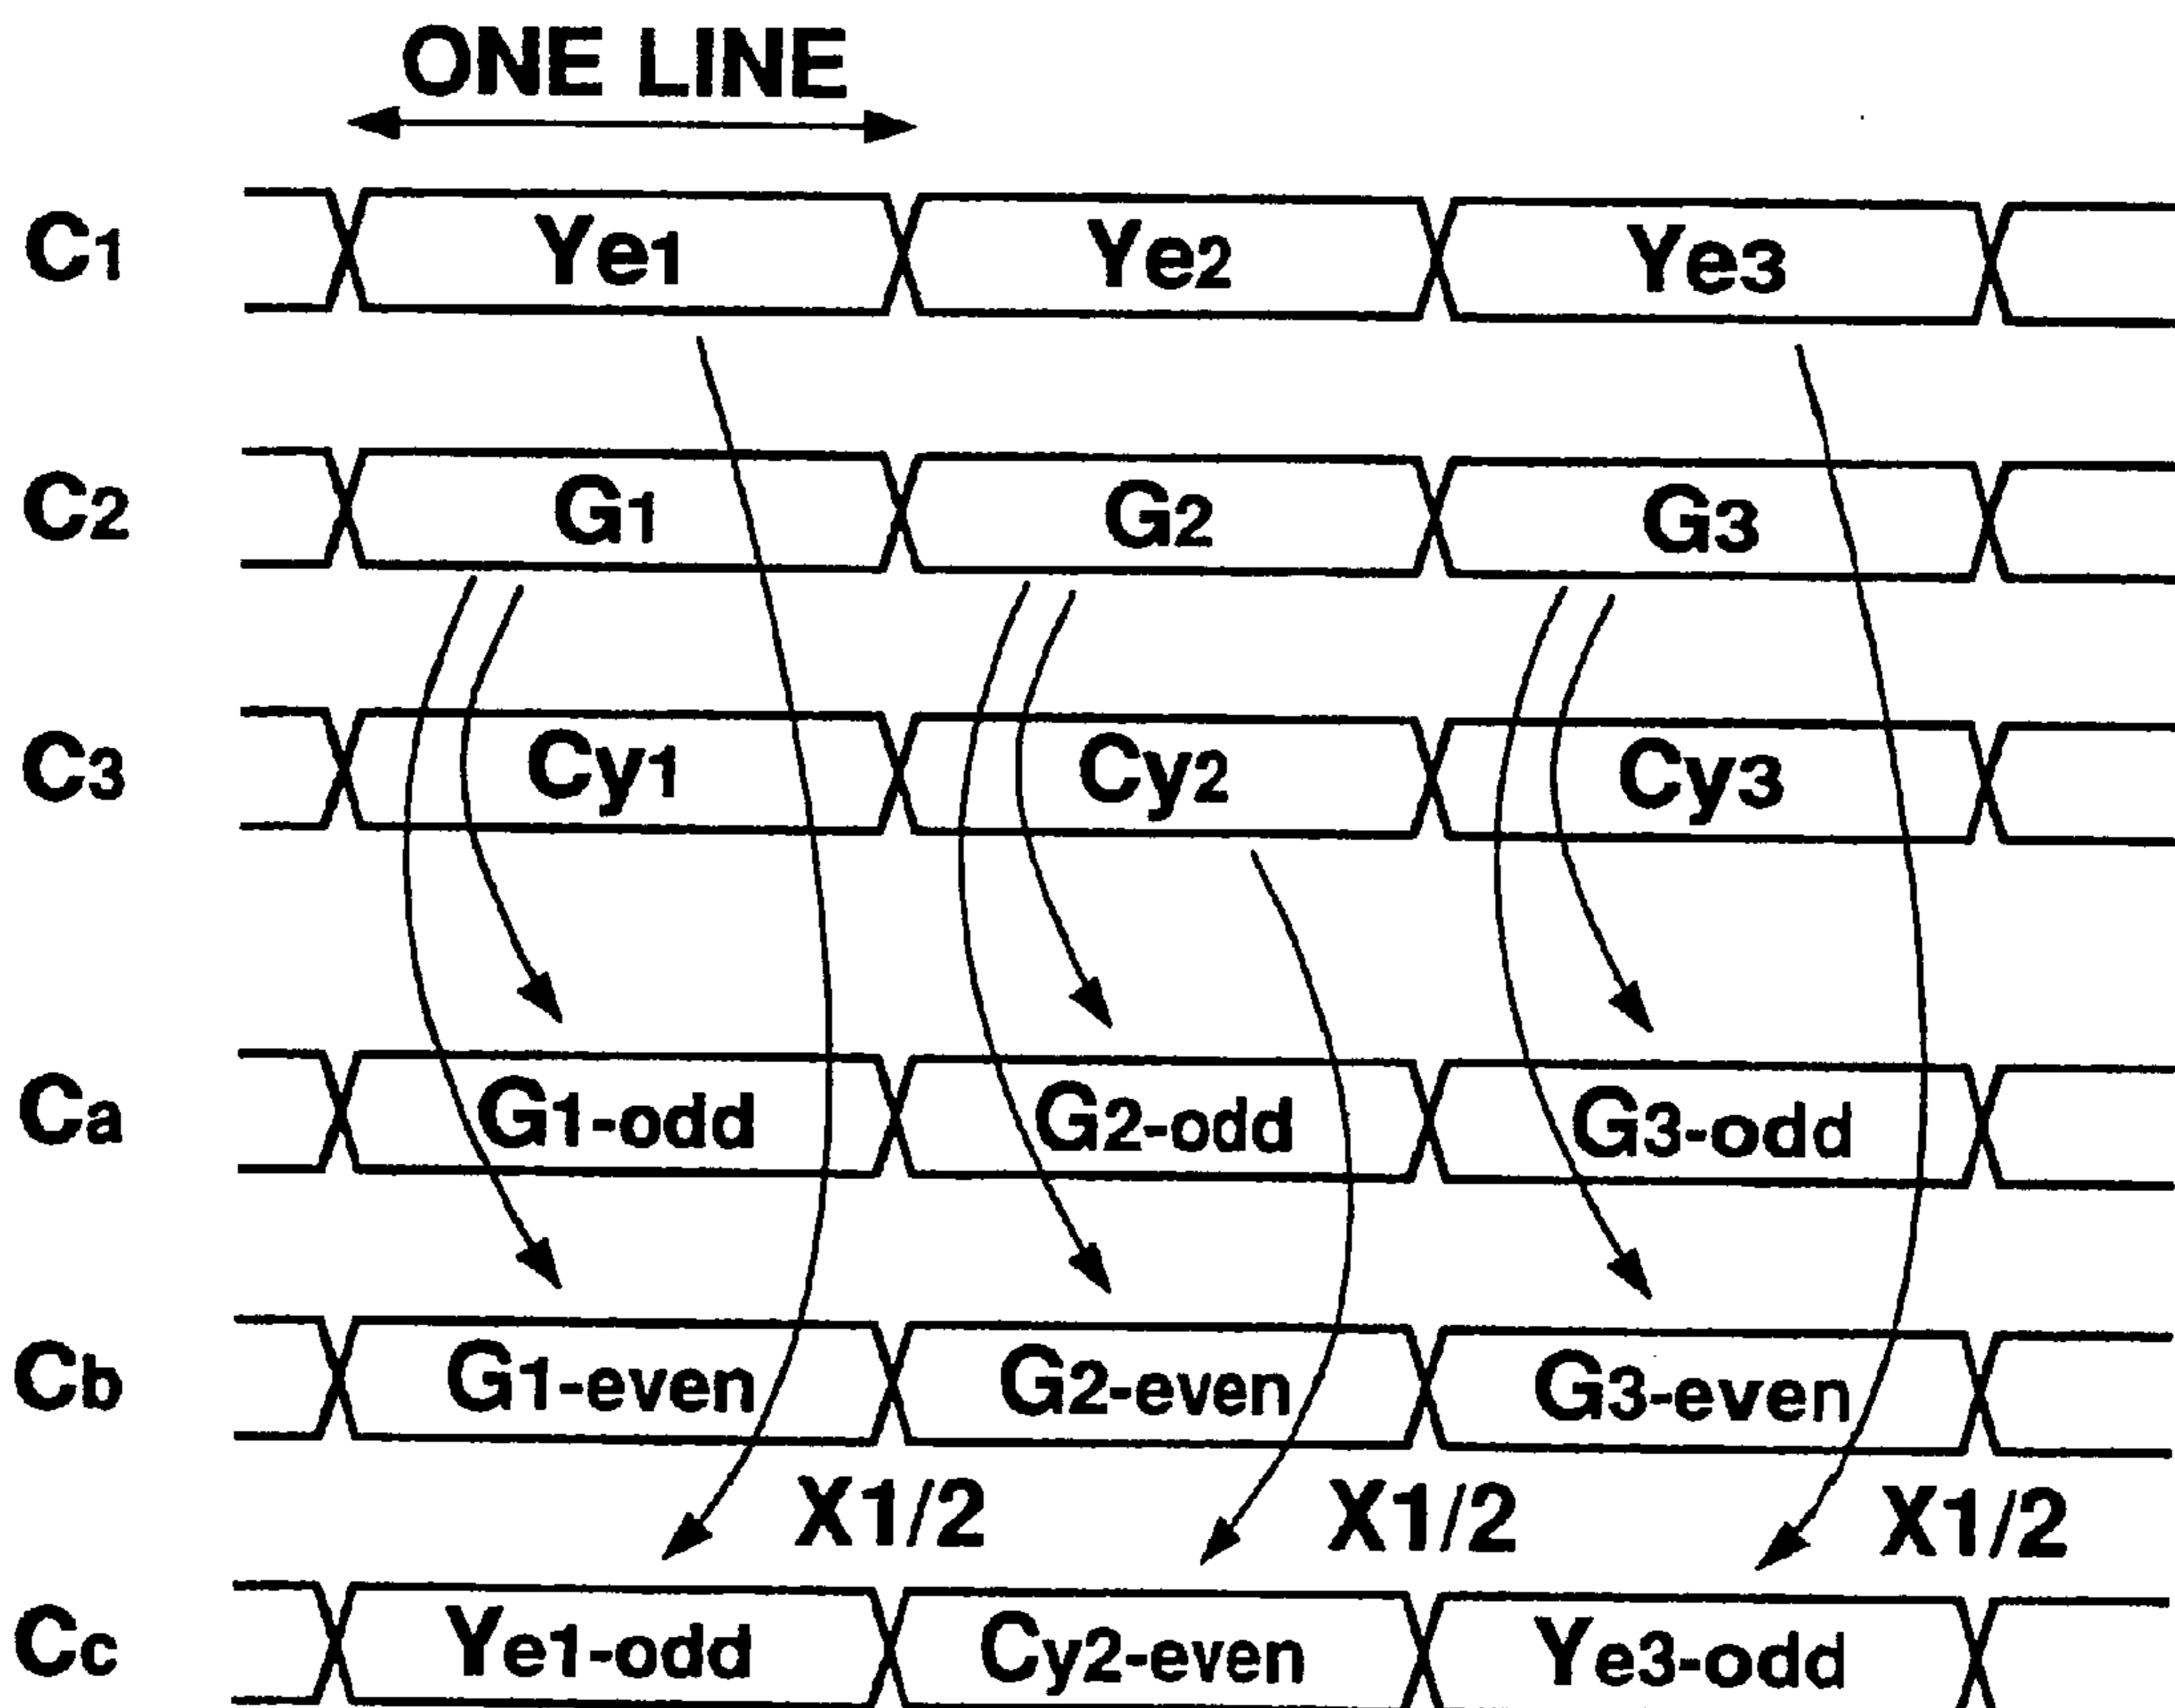 ONE LINE
C1 Ye1 Ye2 Ye3
C2 G1 G2 G3
C3 Cy1 Cy2 Cy3
Ca G1-odd G2-odd G3-odd
Cb G1-even G2-even G3-even
X1/2 X1/2 X1/2
Cc Ye1-odd Cy2-even Ye3-odd